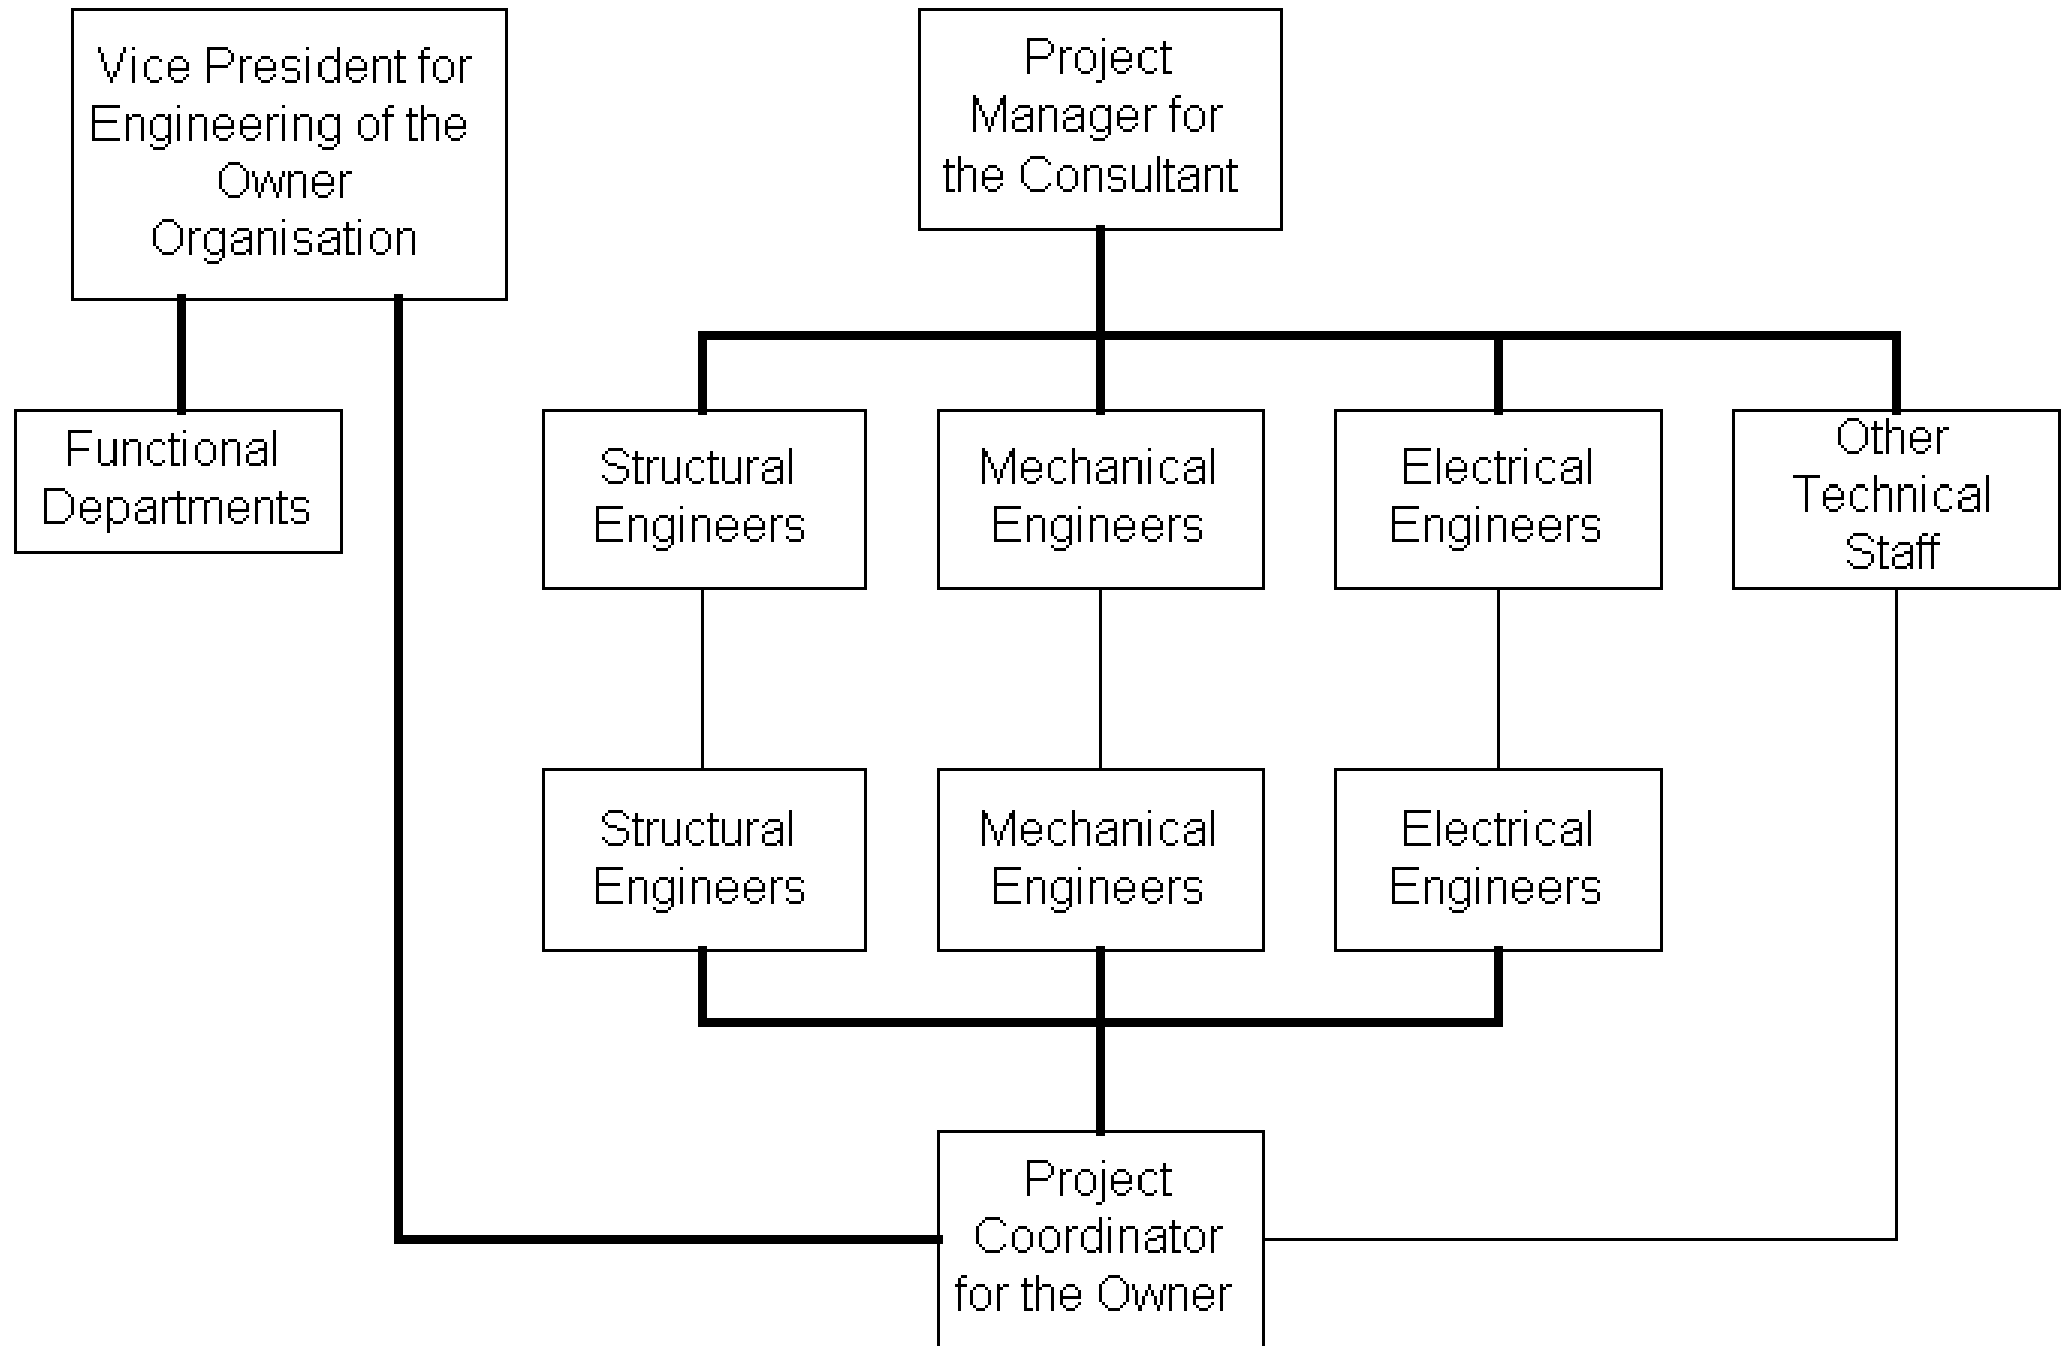 Vice President for
Engineering of the
Owner
Organisation
Project
Manager for
the Consultant
Functional
Departments
Structural
Engineers
Mechanical
Engineers
Electrical
Engineers
Other
Technical
Staff
Structural
Engineers
Mechanical
Engineers
Electrical
Engineers
Project
Coordinator
for the Owner